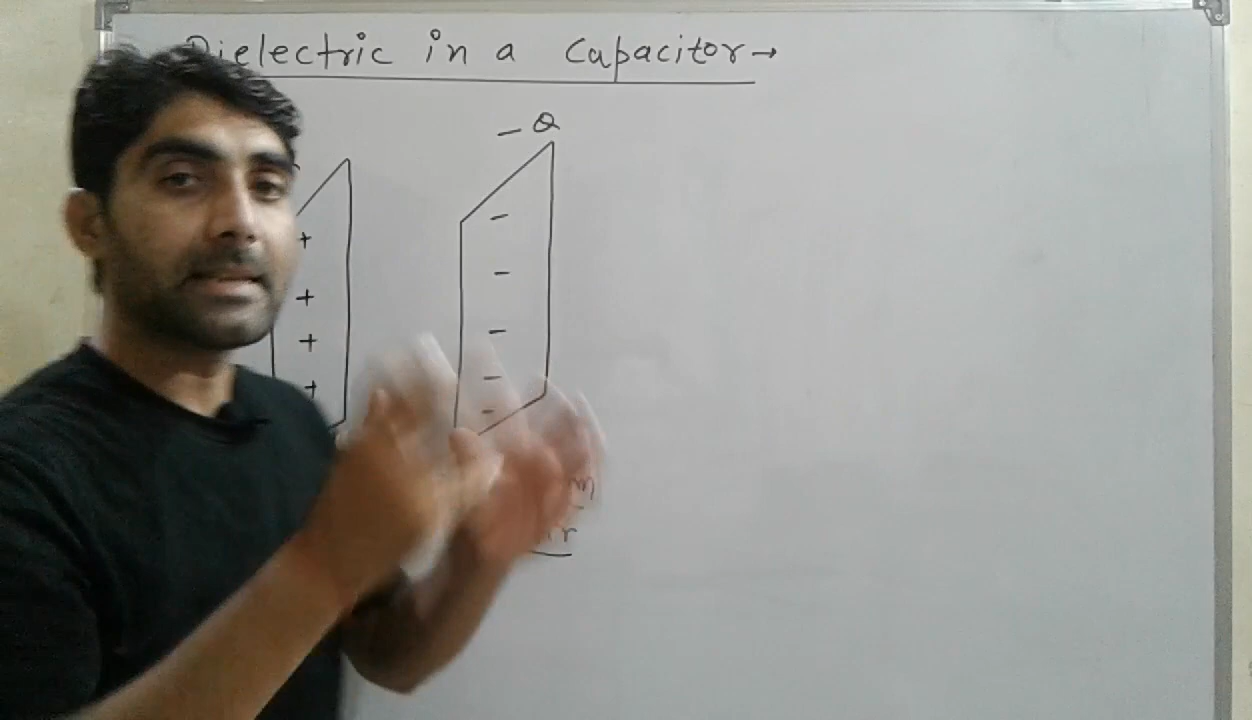 Dielectric in a Capacitor→
− Q
+ −
+ −
+ −
+ −
−